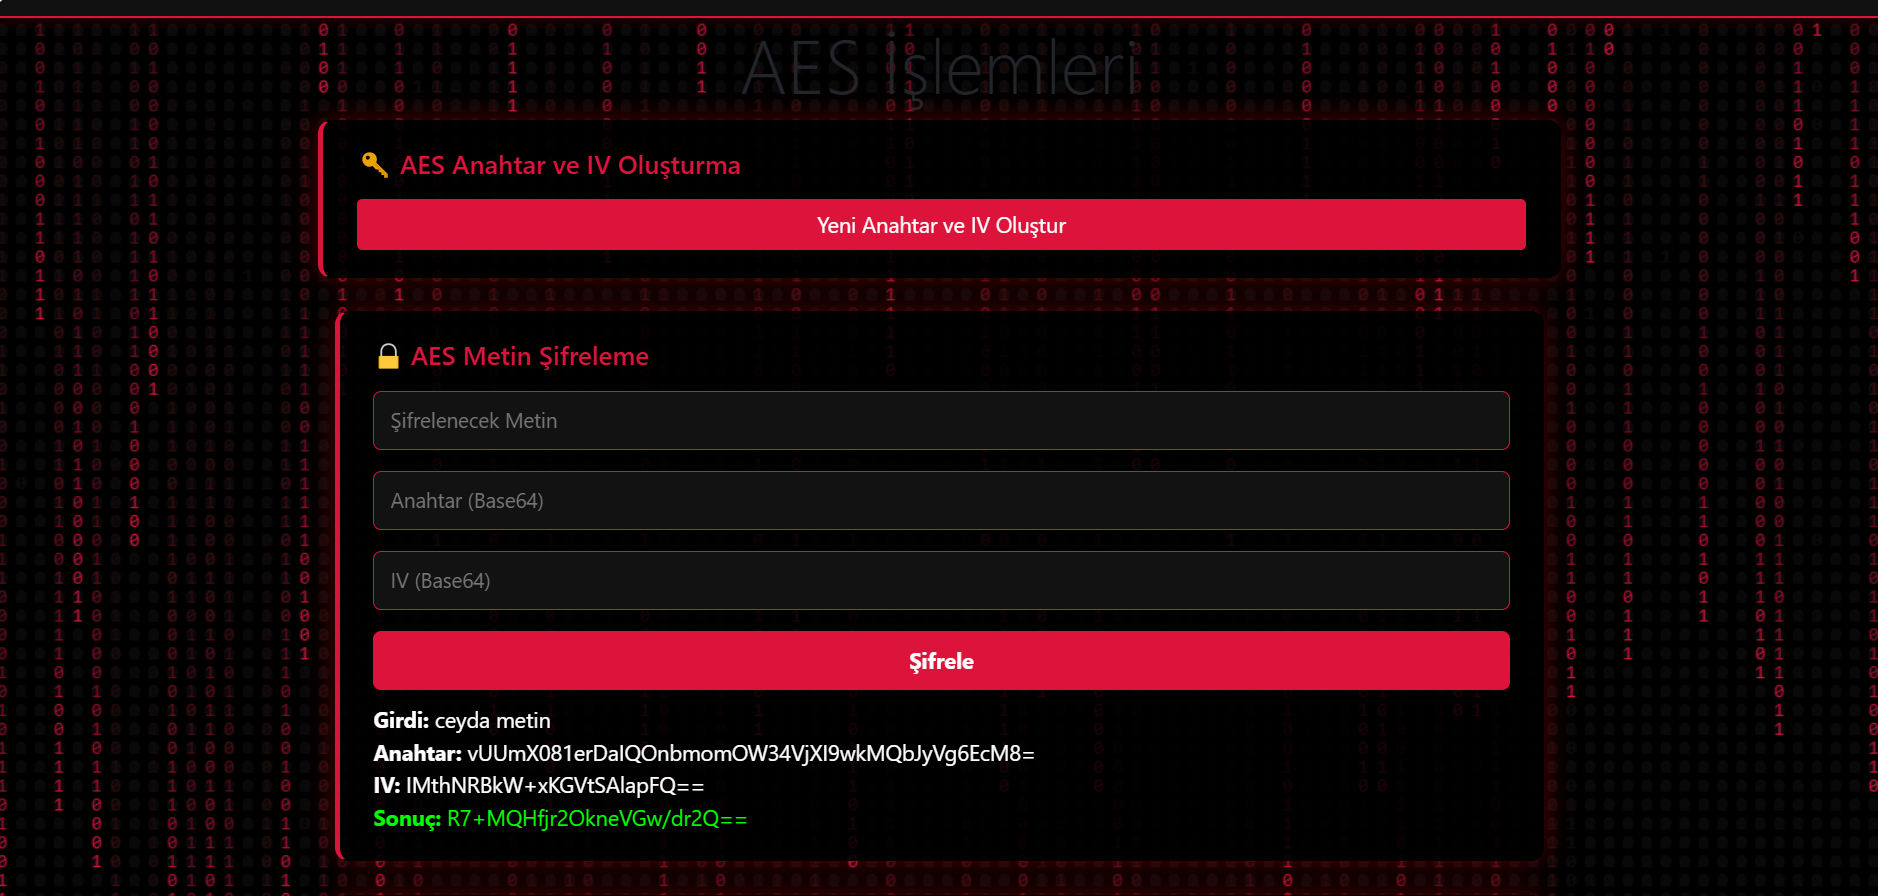 AES İşlemleri
🔑 AES Anahtar ve IV Oluşturma
Yeni Anahtar ve IV Oluştur
🔒 AES Metin Şifreleme
Şifrelenecek Metin
Anahtar (Base64)
IV (Base64)
Şifrele
Girdi: ceyda metin
Anahtar: vUUmX081erDaIQOnbmomOW34VjXI9wkMQbJyVg6EcM8=
IV: IMthNRBkW+xKGVtSAlapFQ==
Sonuç: R7+MQHfjr2OkneVGw/dr2Q==